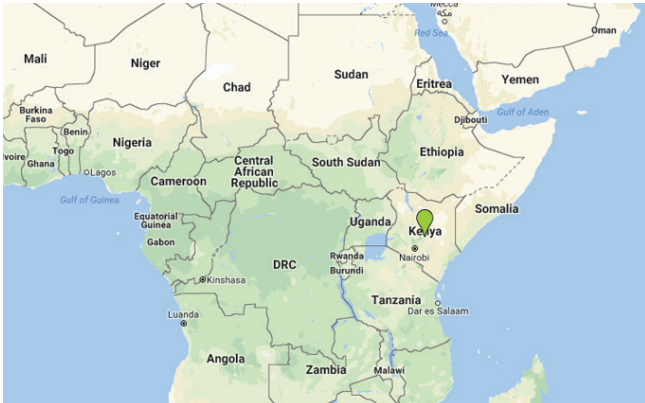 Mecca
مكة
Red Sea
Oman
Mali
Niger
Chad
Sudan
Eritrea
Yemen
Burkina
Faso
Benin
Togo
Ghana
Nigeria
Lagos
Djibouti
Gulf of Aden
Ethiopia
Cameroon
Central
African
Republic
South Sudan
Gulf of Guinea
Equatorial
Guinea
Gabon
Uganda
Kenya
Somalia
Nairobi
Rwanda
Burundi
DRC
Kinshasa
Tanzania
Dar es Salaam
Luanda
Angola
Zambia
Malawi